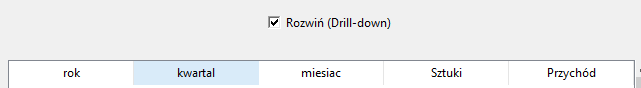 Rozwiń (Drill-down)
rok kwartal miesiac Sztuki Przychód